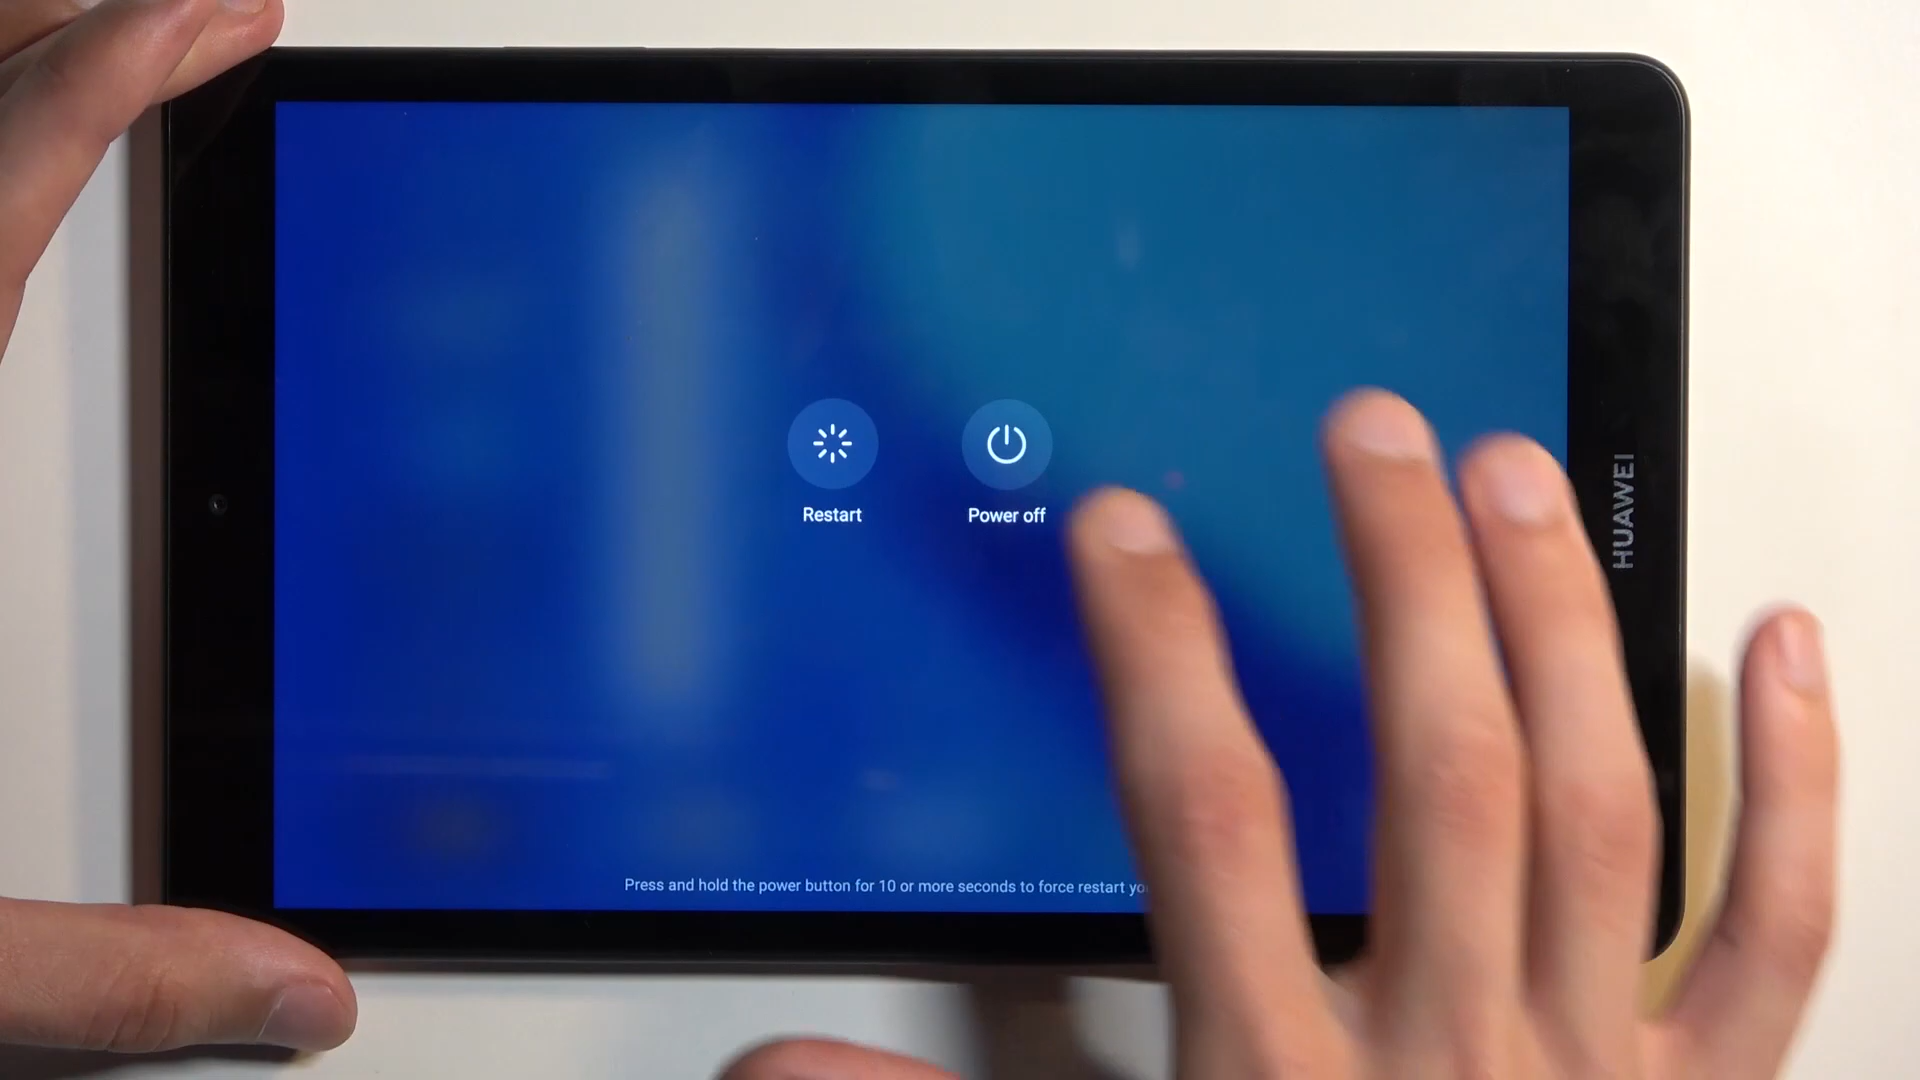 Restart
Power off
Press and hold the power button for 10 or more seconds to force restart
HUAWEI